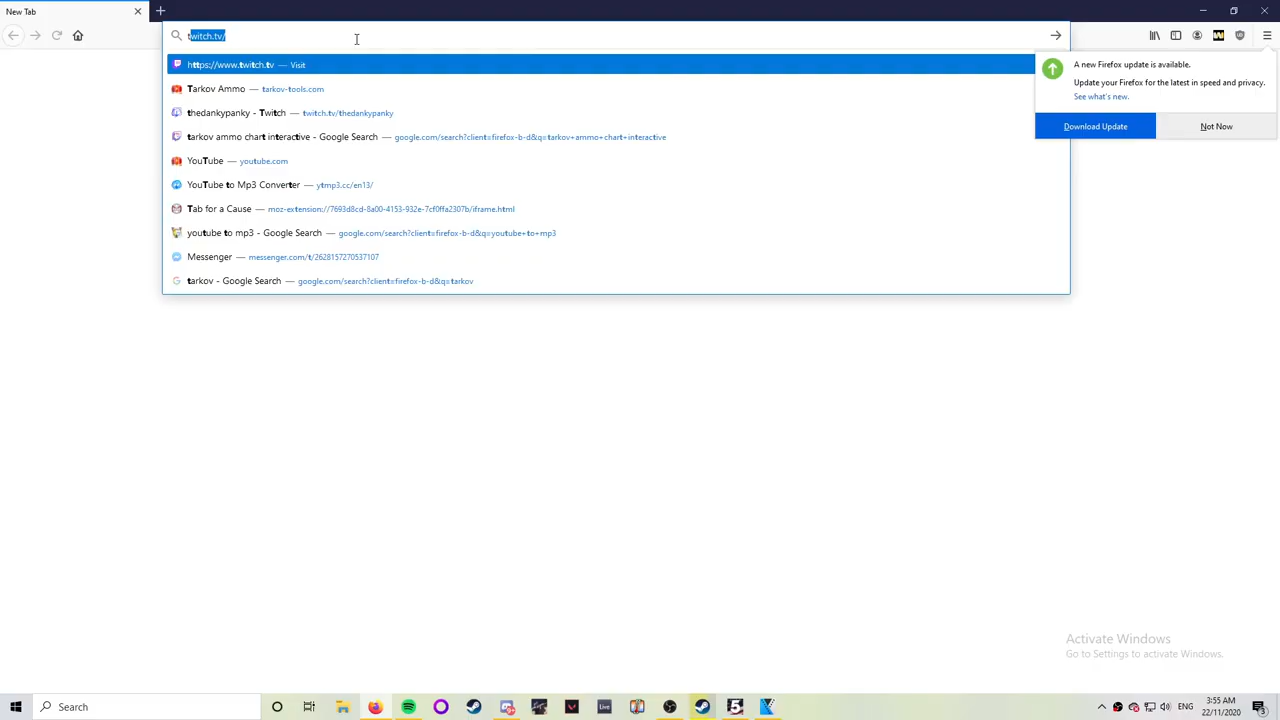 New Tab
twitch.tv/
https://www.twitch.tv — Visit
Tarkov Ammo — tarkov-tools.com
thedankypanky - Twitch — twitch.tv/thedankypanky
tarkov ammo chart interactive - Google Search — google.com/search?client=firefox-b-d&q=tarkov+ammo+chart+interactive
YouTube — youtube.com
YouTube to Mp3 Converter — ytmp3.cc/en13/
Tab for a Cause — moz-extension://7693d8cd-8a00-4153-932e-7cf0ffa2307b/iframe.html
youtube to mp3 - Google Search — google.com/search?client=firefox-b-d&q=youtube+to+mp3
Messenger — messenger.com/t/2628157270537107
tarkov - Google Search — google.com/search?client=firefox-b-d&q=tarkov
A new Firefox update is available.
Update your Firefox for the latest in speed and privacy.
See what's new.
Download Update
Not Now
Activate Windows
Go to Settings to activate Windows.
Search
Live
ENG
3:55 AM
22/11/2020
3